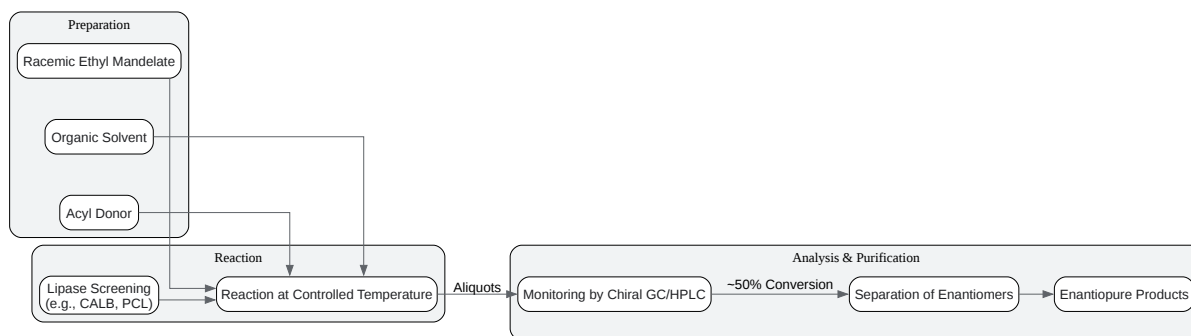 Preparation
Racemic Ethyl Mandelate
Organic Solvent
Acyl Donor
Reaction
Lipase Screening
(e.g., CALB, PCL)
Reaction at Controlled Temperature
Aliquots
Analysis & Purification
Monitoring by Chiral GC/HPLC
~50% Conversion
Separation of Enantiomers
Enantiopure Products